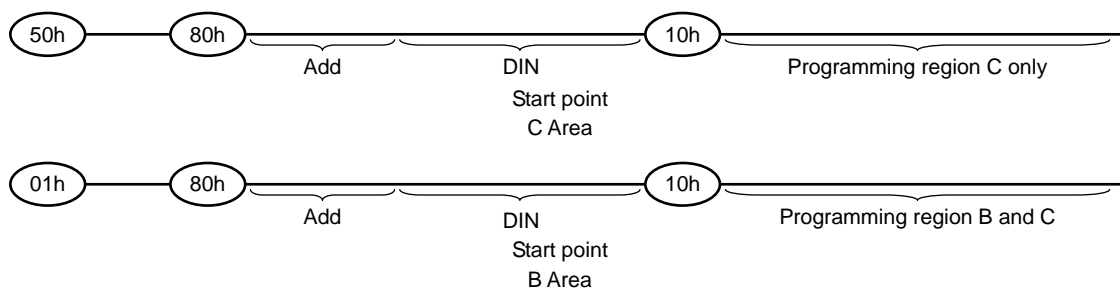 50h 80h 10h
Add DIN Programming region C only
Start point
C Area
01h 80h 10h
Add DIN Programming region B and C
Start point
B Area